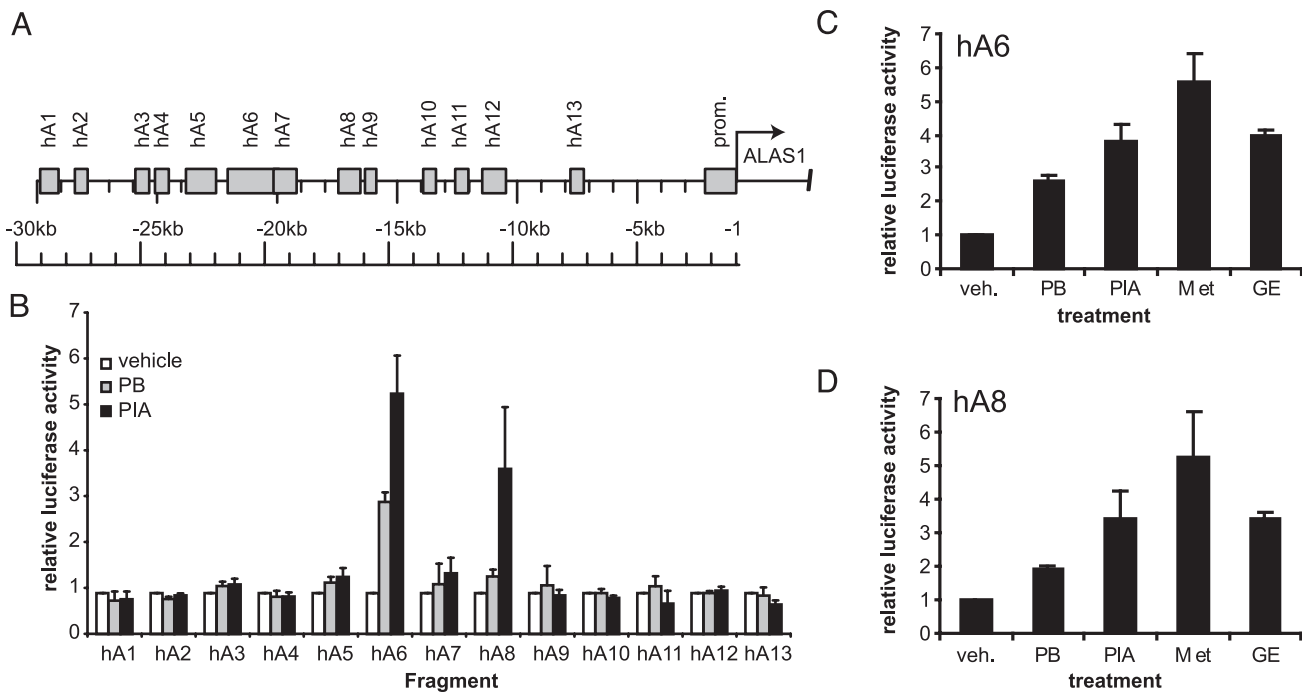 A
hA1 hA2 hA3 hA4 hA5 hA6 hA7 hA8 hA9 hA10 hA11 hA12 hA13 prom.
ALAS1
-30kb -25kb -20kb -15kb -10kb -5kb -1
B
relative luciferase activity
7
6
5
4
3
2
1
0
vehicle
PB
PIA
hA1 hA2 hA3 hA4 hA5 hA6 hA7 hA8 hA9 hA10 hA11 hA12 hA13
Fragment
C
hA6
relative luciferase activity
7
6
5
4
3
2
1
0
veh. PB PIA Met GE
treatment
D
hA8
relative luciferase activity
7
6
5
4
3
2
1
0
veh. PB PIA Met GE
treatment